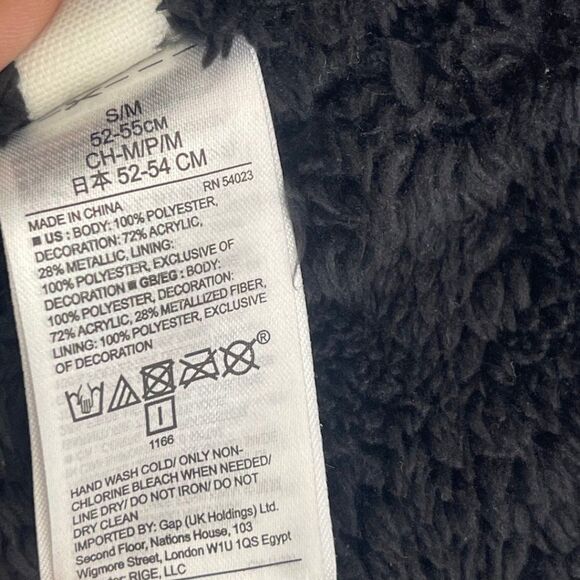 S/M
52-55CM
CH-M/P/M
日本 52-54 CM
RN 54023
MADE IN CHINA
■ US : BODY: 100% POLYESTER,
DECORATION: 72% ACRYLIC,
28% METALLIC, LINING:
100% POLYESTER, EXCLUSIVE OF
DECORATION ■ GB/EG : BODY:
100% POLYESTER, DECORATION:
72% ACRYLIC, 28% METALLIZED FIBER,
LINING: 100% POLYESTER, EXCLUSIVE
OF DECORATION
®
1166
HAND WASH COLD/ ONLY NON-
CHLORINE BLEACH WHEN NEEDED/
LINE DRY/ DO NOT IRON/ DO NOT
DRY CLEAN
IMPORTED BY: Gap (UK Holdings) Ltd.
Second Floor, Nations House, 103
Wigmore Street, London W1U 1QS Egypt
RIGE, LLC